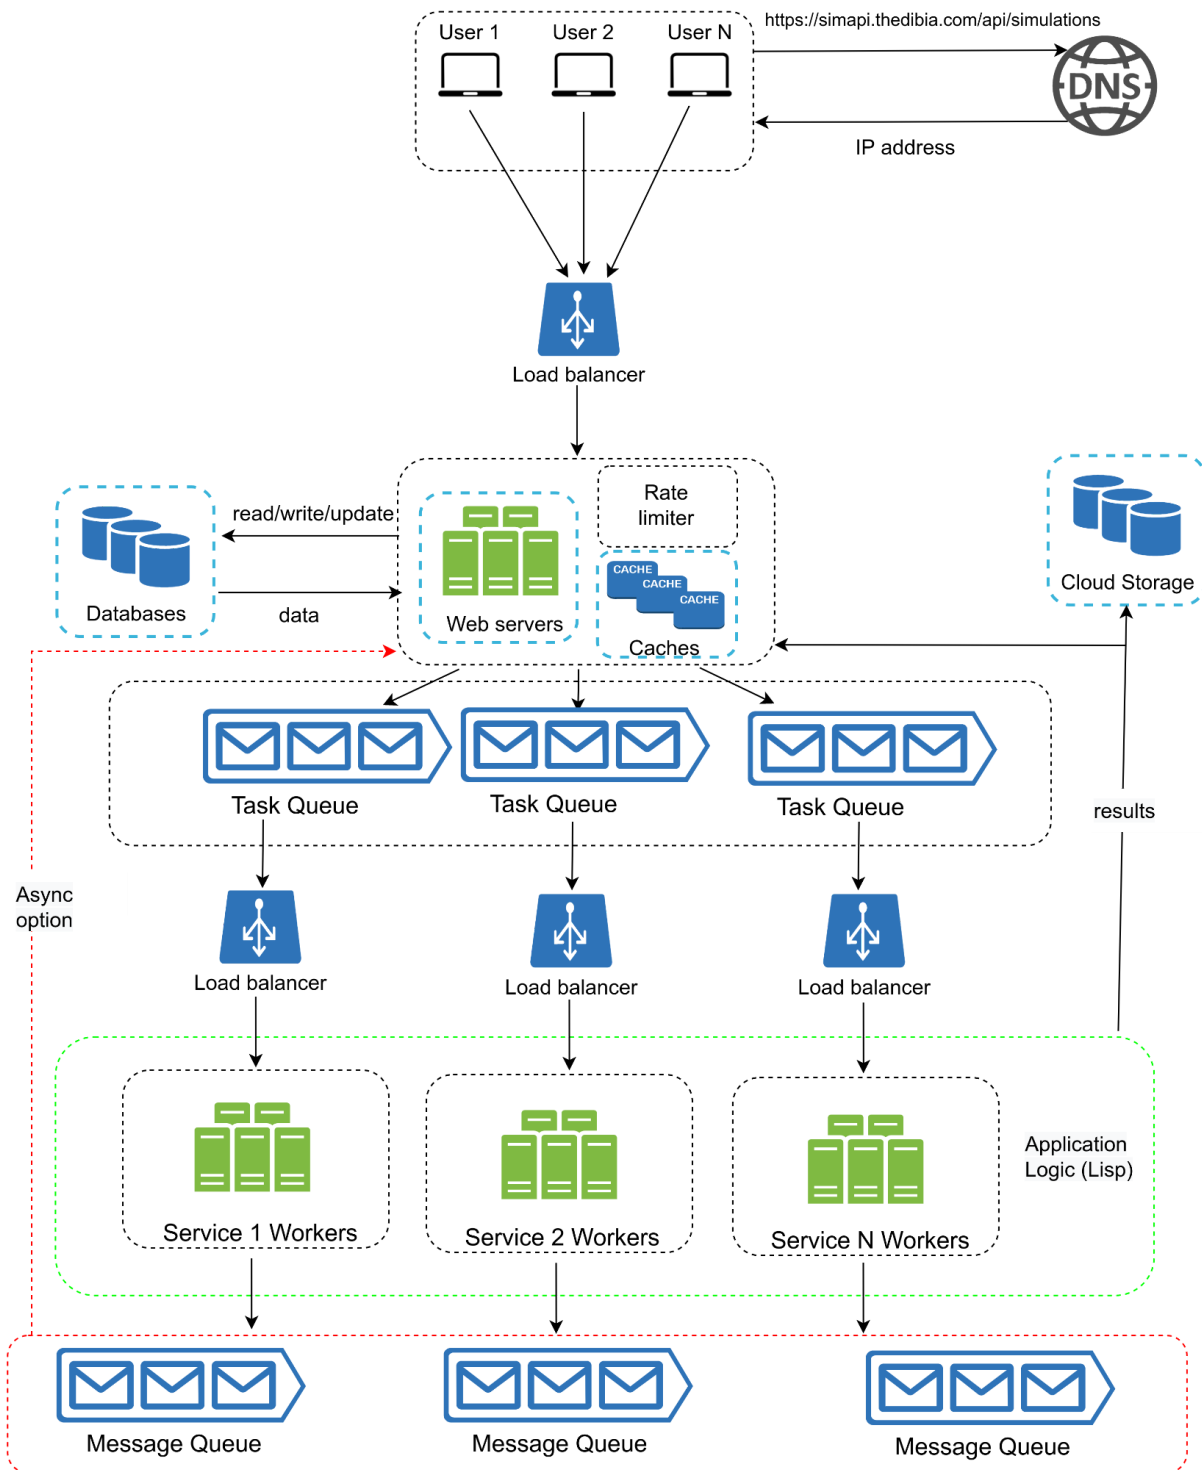 https://simapi.thedibia.com/api/simulations
User 1
User 2
User N
DNS
IP address
Load balancer
Rate
limiter
read/write/update
CACHE
CACHE
CACHE
Databases
data
Web servers
Caches
Cloud Storage
Task Queue
Task Queue
Task Queue
results
Async
option
Load balancer
Load balancer
Load balancer
Application
Logic (Lisp)
Service 1 Workers
Service 2 Workers
Service N Workers
Message Queue
Message Queue
Message Queue